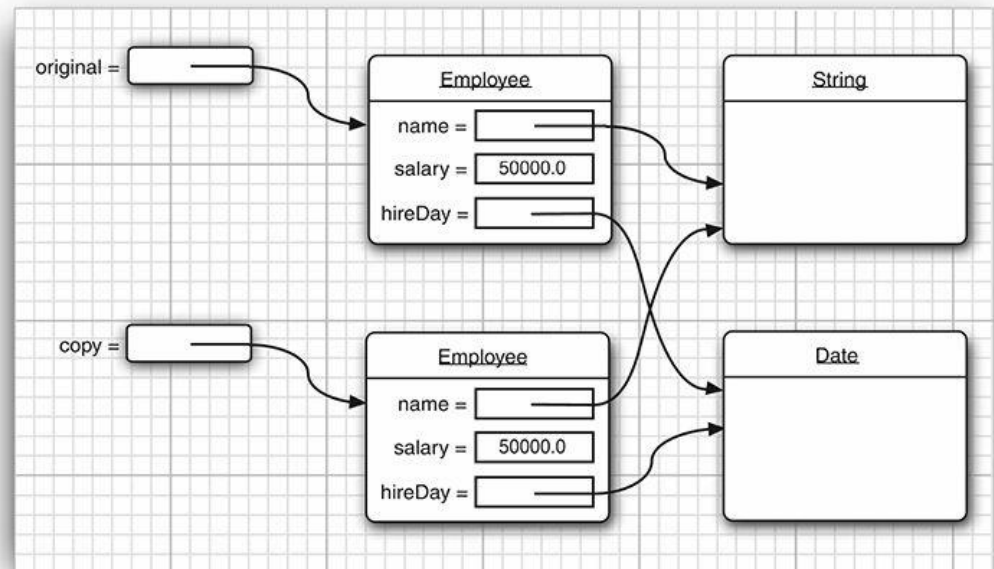 original =
Employee
name =
salary = 50000.0
hireDay =
String
copy =
Employee
name =
salary = 50000.0
hireDay =
Date